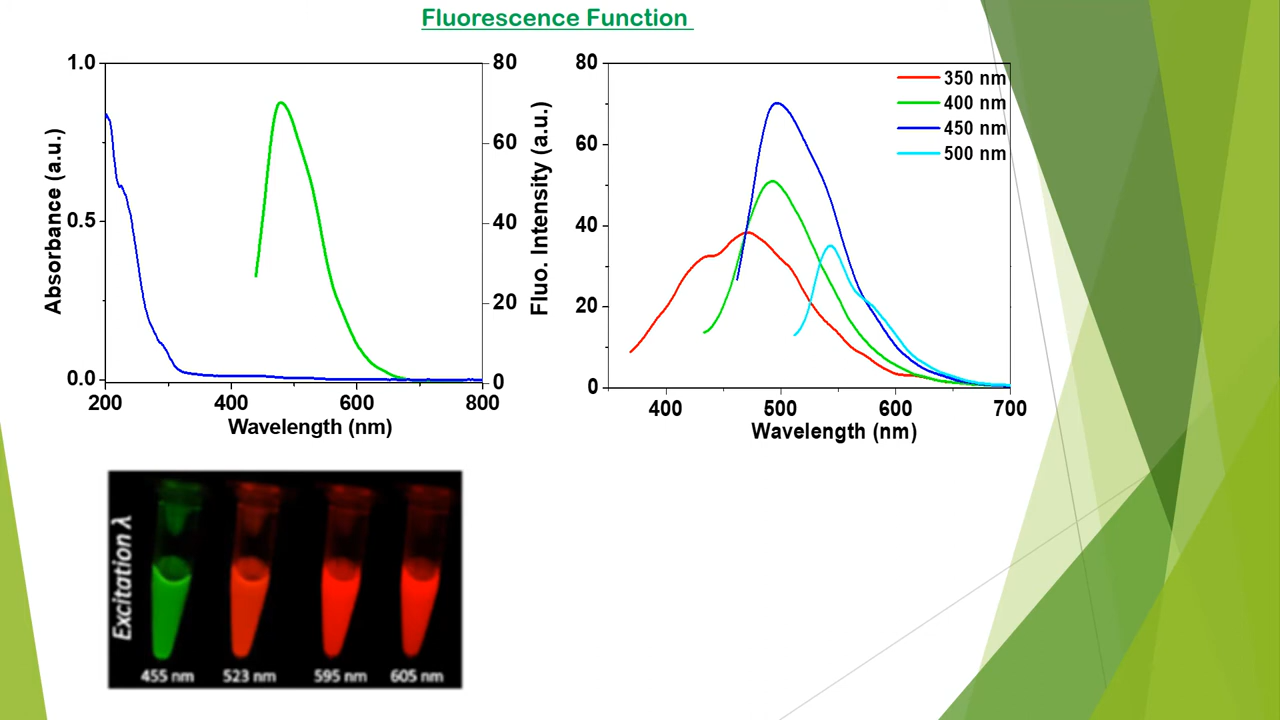 Fluorescence Function
1.0
0.5
0.0
Absorbance (a.u.)
80
60
40
20
0
Fluo. Intensity (a.u.)
200 400 600 800
Wavelength (nm)
80
60
40
20
0
350 nm
400 nm
450 nm
500 nm
400 500 600 700
Wavelength (nm)
Excitation λ
455 nm 523 nm 595 nm 605 nm